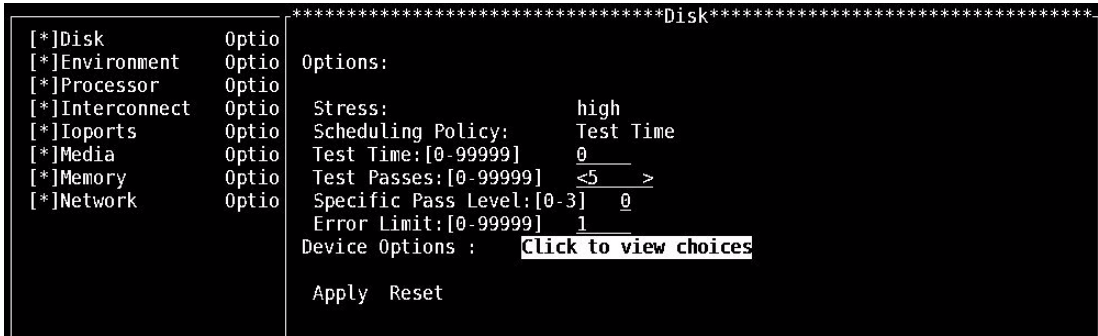 *********************************Disk***********************************
[*]Disk Optio
[*]Environment Optio Options:
[*]Processor Optio
[*]Interconnect Optio Stress: high
[*]Ioports Optio Scheduling Policy: Test Time
[*]Media Optio Test Time:[0-99999] 0
[*]Memory Optio Test Passes:[0-99999] <5 >
[*]Network Optio Specific Pass Level:[0-3] 0
Error Limit:[0-99999] 1
Device Options : Click to view choices
Apply Reset